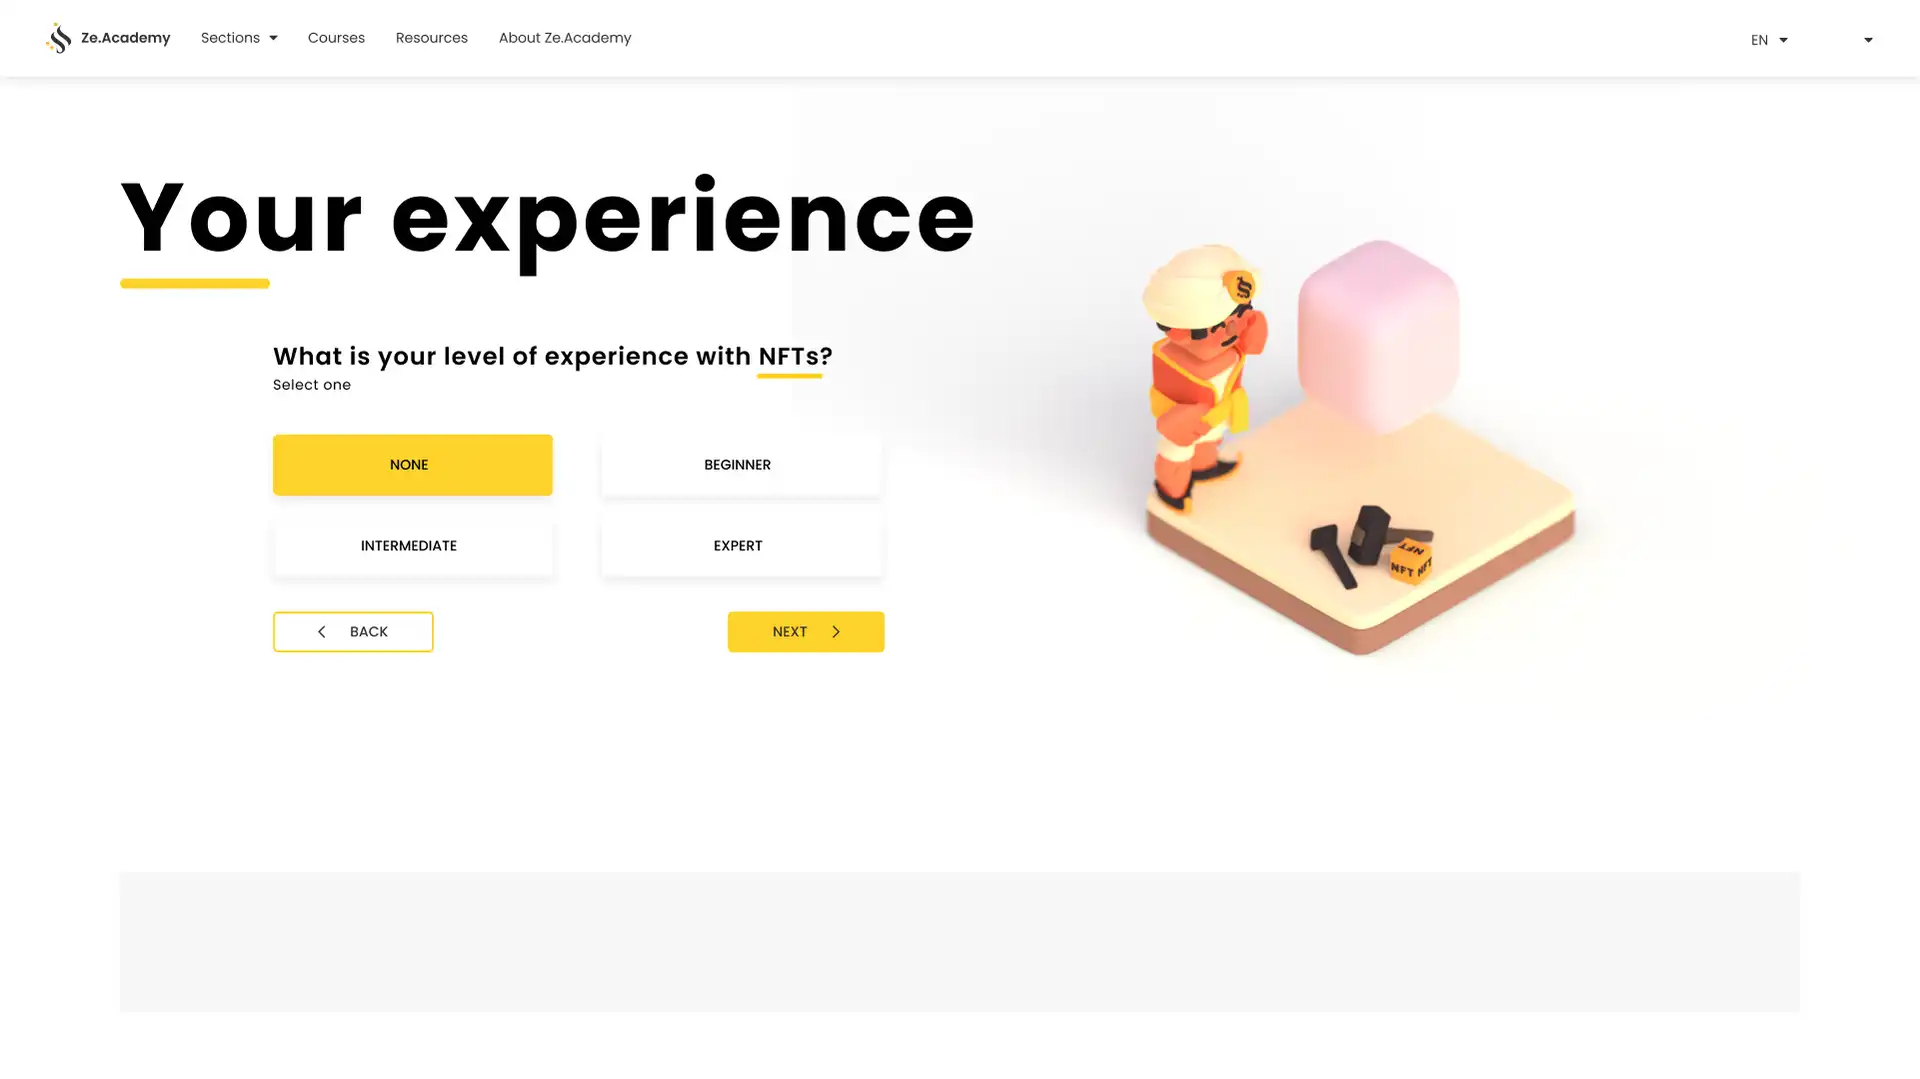 Ze.Academy
Sections
Courses
Resources
About Ze.Academy
EN
Your experience
What is your level of experience with NFTs?
Select one
NONE
BEGINNER
INTERMEDIATE
EXPERT
BACK
NEXT
NFT
NFT NFT